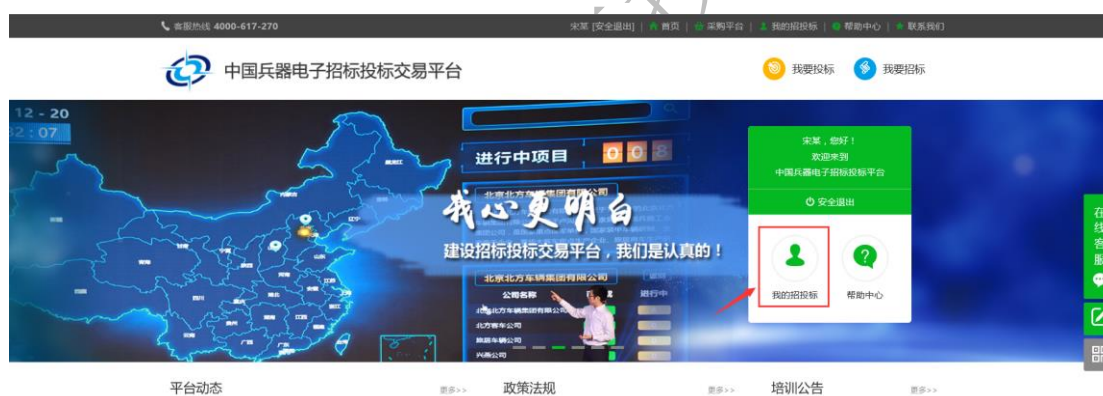 客服热线 4000-617-270
宋某 [安全退出] | 首页 | 采购平台 | 我的招投标 | 帮助中心 | 联系我们
中国兵器电子招标投标交易平台
我要投标
我要招标
12 - 20
2 : 07
进行中项目 0 0 8
北京北方车辆集团有限公司
我心更明白
建设招标投标交易平台，我们是认真的！
北京北方车辆集团有限公司
公司名称
进行中
北京北方车辆集团有限公司
北方客车公司
旅居车辆公司
兴燕公司
宋某，您好！
欢迎来到
中国兵器电子招标投标平台
安全退出
我的招投标
帮助中心
在线客服
平台动态
更多>>
政策法规
更多>>
培训公告
更多>>